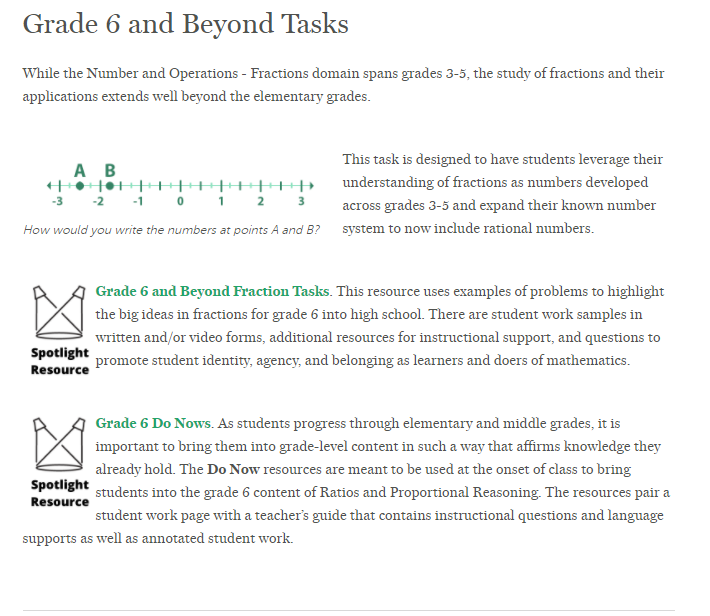 Grade 6 and Beyond Tasks
While the Number and Operations - Fractions domain spans grades 3-5, the study of fractions and their
applications extends well beyond the elementary grades.
A B
-3 -2 -1 0 1 2 3
How would you write the numbers at points A and B?
This task is designed to have students leverage their
understanding of fractions as numbers developed
across grades 3-5 and expand their known number
system to now include rational numbers.
Spotlight
Resource
Grade 6 and Beyond Fraction Tasks. This resource uses examples of problems to highlight
the big ideas in fractions for grade 6 into high school. There are student work samples in
written and/or video forms, additional resources for instructional support, and questions to
promote student identity, agency, and belonging as learners and doers of mathematics.
Spotlight
Resource
Grade 6 Do Nows. As students progress through elementary and middle grades, it is
important to bring them into grade-level content in such a way that affirms knowledge they
already hold. The Do Now resources are meant to be used at the onset of class to bring
students into the grade 6 content of Ratios and Proportional Reasoning. The resources pair a
student work page with a teacher's guide that contains instructional questions and language
supports as well as annotated student work.